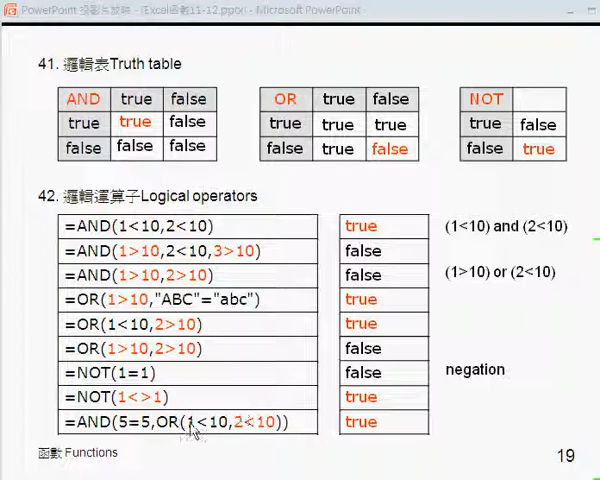 PowerPoint 投影片放映 - [Excel函數11-12.pptx] - Microsoft PowerPoint
41. 邏輯表Truth table
AND true false
true true false
false false false
OR true false
true true true
false true false
NOT
true false
false true
42. 邏輯運算子Logical operators
=AND(1<10,2<10) true (1<10) and (2<10)
=AND(1>10,2<10,3>10) false
=AND(1>10,2>10) false (1>10) or (2<10)
=OR(1>10,"ABC"="abc") true
=OR(1<10,2>10) true
=OR(1>10,2>10) false
=NOT(1=1) false negation
=NOT(1<>1) true
=AND(5=5,OR(1<10,2<10)) true
函數 Functions
19